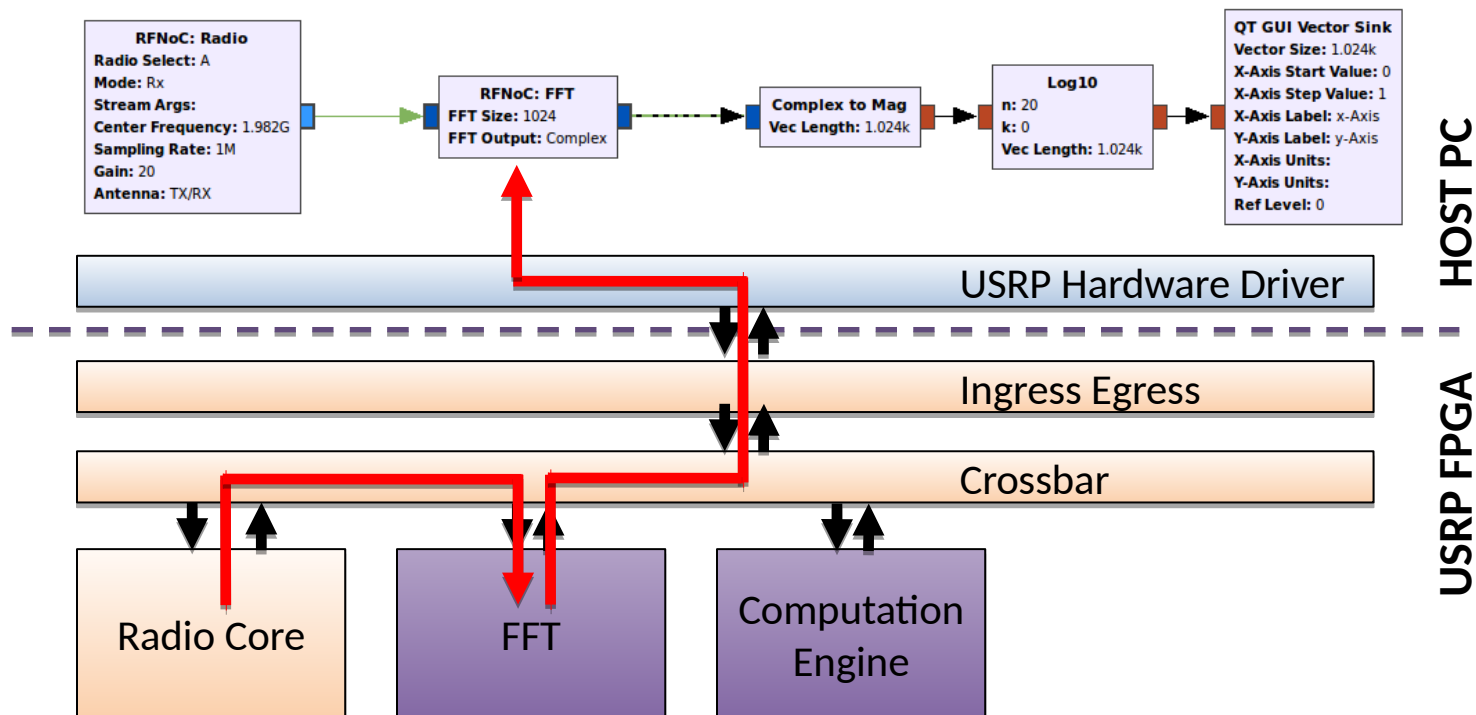 RFNoC: Radio
Radio Select: A
Mode: Rx
Stream Args:
Center Frequency: 1.982G
Sampling Rate: 1M
Gain: 20
Antenna: TX/RX
RFNoC: FFT
FFT Size: 1024
FFT Output: Complex
Complex to Mag
Vec Length: 1.024k
Log10
n: 20
k: 0
Vec Length: 1.024k
QT GUI Vector Sink
Vector Size: 1.024k
X-Axis Start Value: 0
X-Axis Step Value: 1
X-Axis Label: x-Axis
Y-Axis Label: y-Axis
X-Axis Units:
Y-Axis Units:
Ref Level: 0
HOST PC
USRP Hardware Driver
Ingress Egress
Crossbar
USRP FPGA
Radio Core
FFT
Computation
Engine